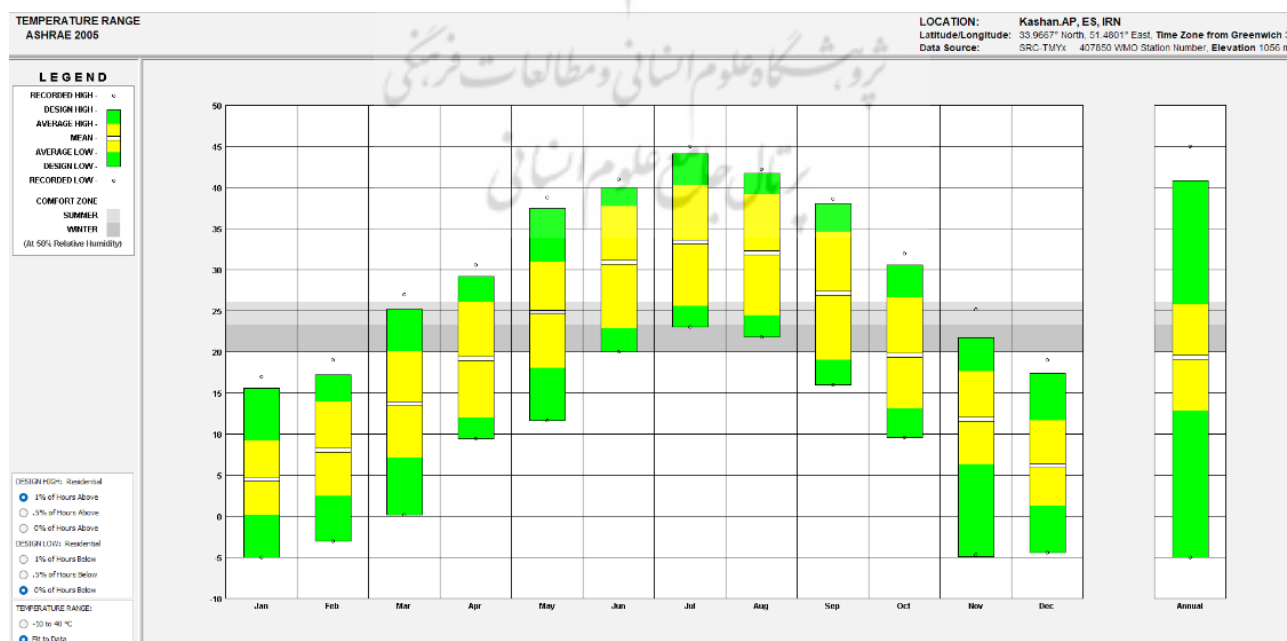 TEMPERATURE RANGE
ASHRAE 2005
LOCATION: Kashan.AP, ES, IRN
Latitude/Longitude: 33.9667° North, 51.4801° East, Time Zone from Greenwich 3
Data Source: SRC-TMYx 407850 WMO Station Number, Elevation 1056 m
پژوهشگاه علوم انسانی و مطالعات فرهنگی
پرتال جامع علوم انسانی
LEGEND
RECORDED HIGH -
DESIGN HIGH -
AVERAGE HIGH -
MEAN -
AVERAGE LOW -
DESIGN LOW -
RECORDED LOW -
COMFORT ZONE
SUMMER
WINTER
(At 50% Relative Humidity)
DESIGN HIGH: Residential
1% of Hours Above
.5% of Hours Above
0% of Hours Above
DESIGN LOW: Residential
1% of Hours Below
.5% of Hours Below
0% of Hours Below
TEMPERATURE RANGE:
-10 to 40 °C
Fit to Data
50
45
40
35
30
25
20
15
10
5
0
-5
-10
Jan Feb Mar Apr May Jun Jul Aug Sep Oct Nov Dec Annual